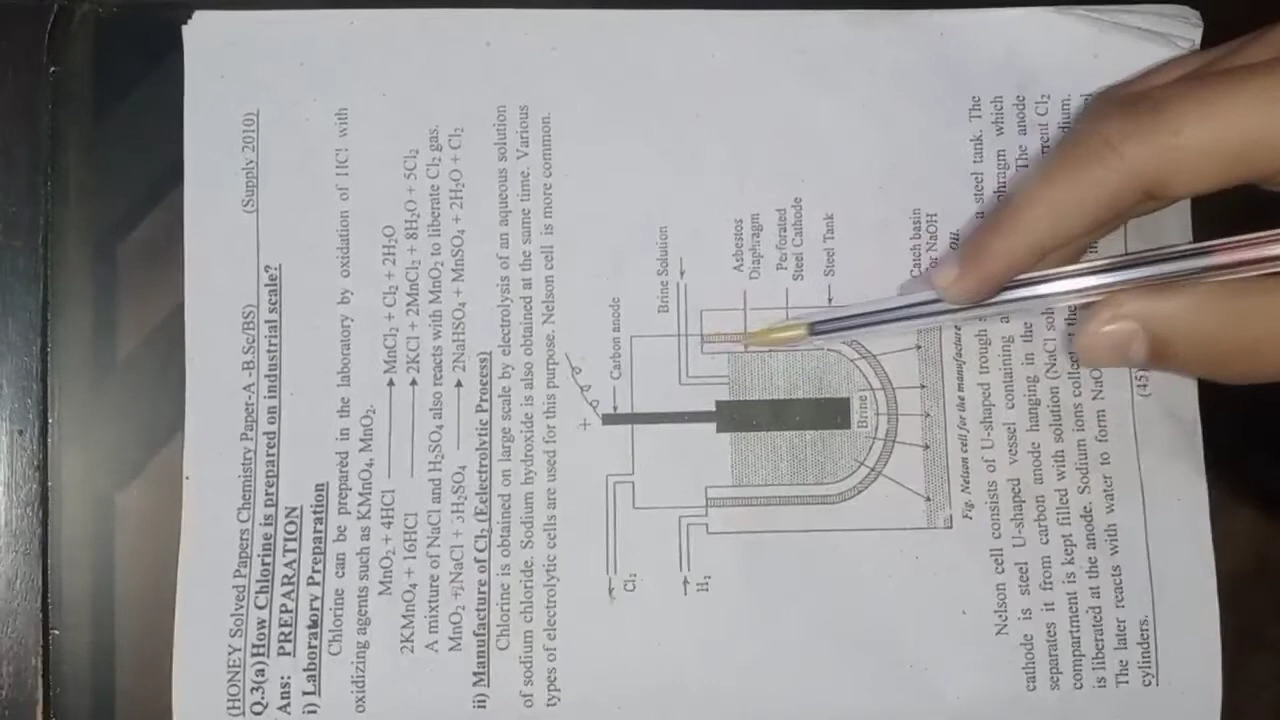 (HONEY Solved Papers Chemistry Paper-A -B.Sc/BS) (Supply 2010)
Q.3(a) How Chlorine is prepared on industrial scale?
Ans: PREPARATION
i) Laboratory Preparation
Chlorine can be prepared in the laboratory by oxidation of HCl with
oxidizing agents such as KMnO₄, MnO₂.
MnO₂ + 4HCl → MnCl₂ + Cl₂ + 2H₂O
2KMnO₄ + 16HCl → 2KCl + 2MnCl₂ + 8H₂O + 5Cl₂
A mixture of NaCl and H₂SO₄ also reacts with MnO₂ to liberate Cl₂ gas.
MnO₂ + 2NaCl + 3H₂SO₄ → 2NaHSO₄ + MnSO₄ + 2H₂O + Cl₂
ii) Manufacture of Cl₂ (Eelectrolytic Process)
Chlorine is obtained on large scale by electrolysis of an aqueous solution
of sodium chloride. Sodium hydroxide is also obtained at the same time. Various
types of electrolytic cells are used for this purpose. Nelson cell is more common.
+
Carbon anode
Cl₂
Brine Solution
H₂
Asbestos
Diaphragm
Perforated
Steel Cathode
Steel Tank
Brine
Catch basin
or NaOH
Fig. Nelson cell for the manufacture
Nelson cell consists of U-shaped trough a steel tank. The
cathode is steel U-shaped vessel containing a which
separates it from carbon anode hanging in the The anode
compartment is kept filled with solution (NaCl Cl₂
is liberated at the anode. Sodium ions collect the
The later reacts with water to form
cylinders.
(45)